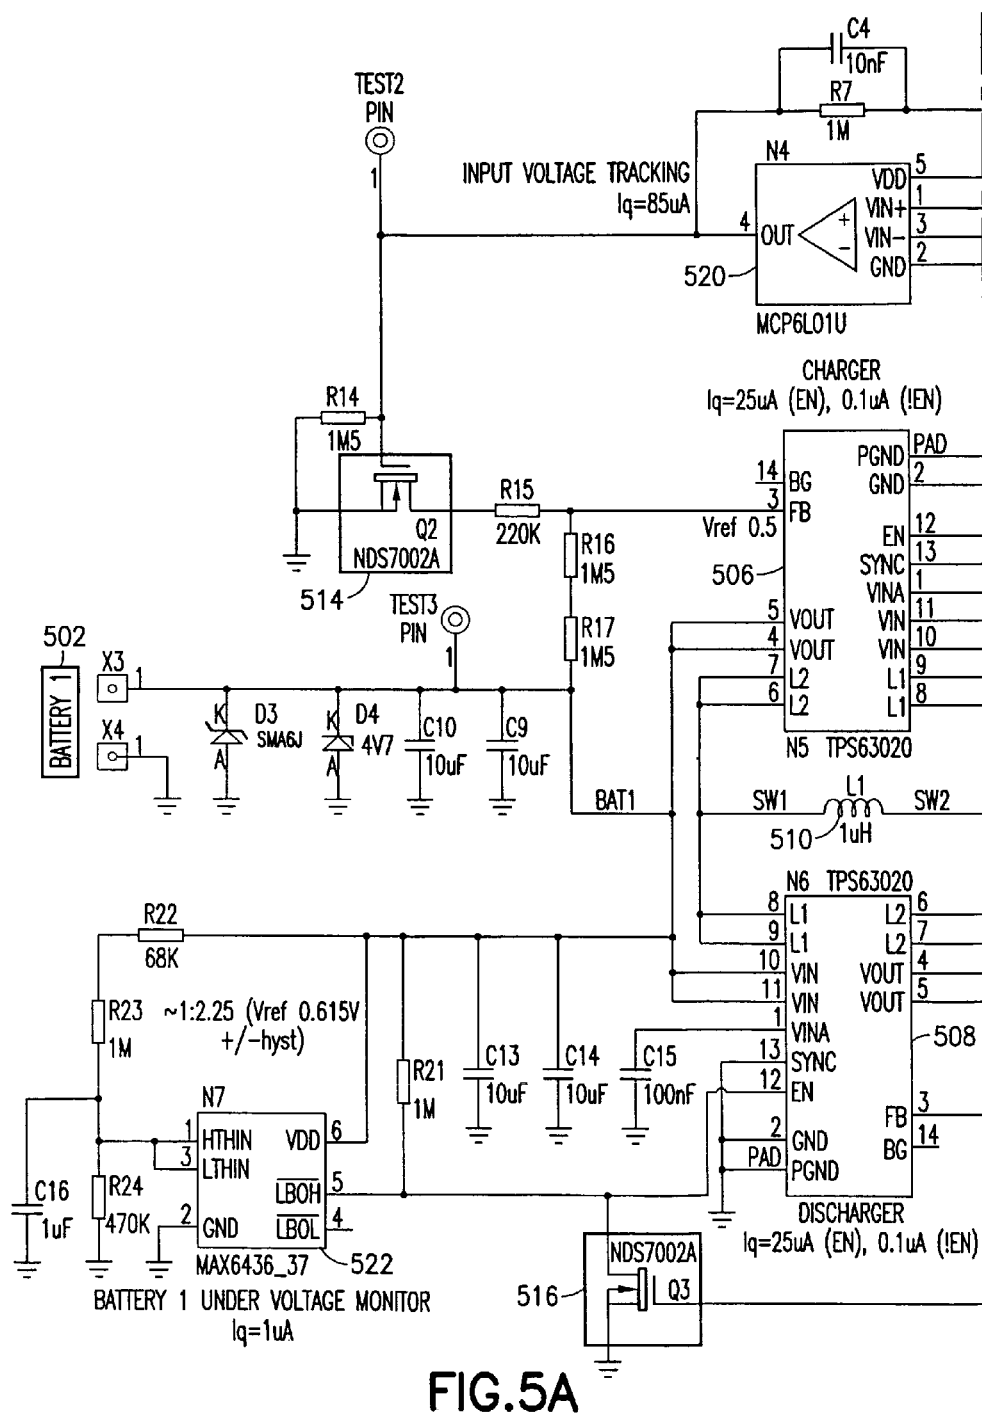 C4
10nF
R7
1M
TEST2
PIN
1
INPUT VOLTAGE TRACKING
Iq=85uA
N4
VDD 5
VIN+ 1
4 OUT + −
VIN− 3
GND 2
520
MCP6L01U
CHARGER
Iq=25uA (EN), 0.1uA (!EN)
R14
1M5
PGND PAD
14 BG
GND 2
3 FB
Vref 0.5
R15
220K
Q2
NDS7002A
514
R16
1M5
EN 12
SYNC 13
506
VINA 1
5 VOUT
VIN 11
4 VOUT
VIN 10
7 L2
L1 9
6 L2
L1 8
N5 TPS63020
TEST3
PIN
1
R17
1M5
502
BATTERY 1
X3
1
X4
1
K
D3
SMA6J
A
K
D4
4V7
A
C10
10uF
C9
10uF
BAT1
SW1
L1
SW2
510
1uH
N6 TPS63020
8 L1
L2 6
9 L1
L2 7
10 VIN
VOUT 4
11 VIN
VOUT 5
1 VINA
508
13 SYNC
12 EN
FB 3
2 GND
BG 14
PAD PGND
DISCHARGER
Iq=25uA (EN), 0.1uA (!EN)
R22
68K
R23
1M
~1:2.25 (Vref 0.615V
+/-hyst)
R21
1M
C13
10uF
C14
10uF
C15
100nF
N7
1 HTHIN
VDD 6
3 LTHIN
LBOH 5
2 GND
LBOL 4
C16
1uF
R24
470K
MAX6436_37
522
BATTERY 1 UNDER VOLTAGE MONITOR
Iq=1uA
NDS7002A
516
Q3
FIG.5A